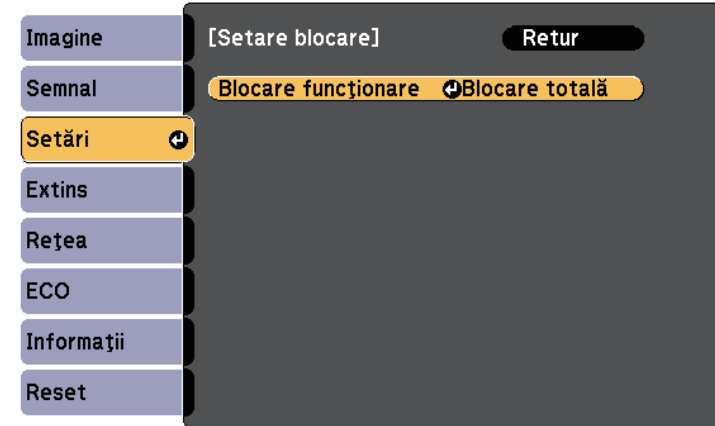 Imagine
Semnal
Setări
Extins
Reţea
ECO
Informaţii
Reset
[Setare blocare] Retur
Blocare funcţionare Blocare totală